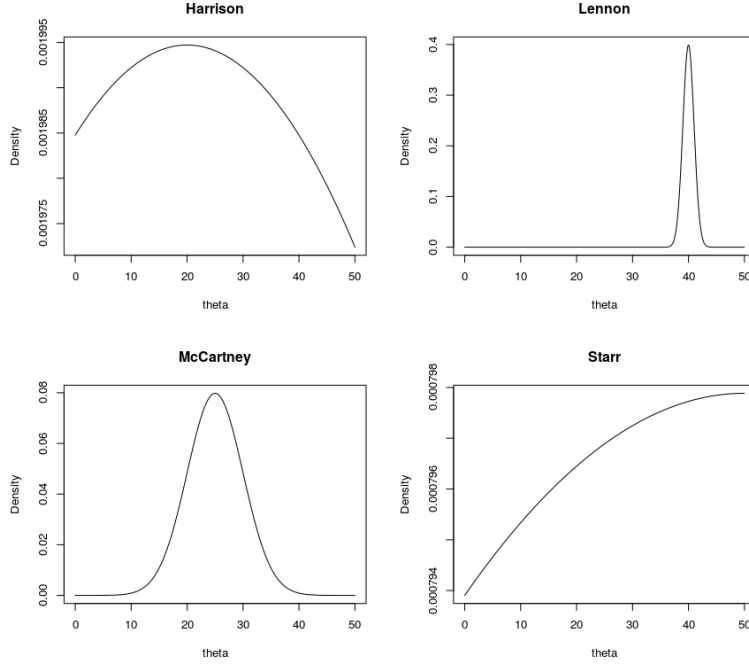 Harrison
Density
0.001975
0.001985
0.001995
0 10 20 30 40 50
theta
Lennon
Density
0.0
0.1
0.2
0.3
0.4
0 10 20 30 40 50
theta
McCartney
Density
0.00
0.02
0.04
0.06
0.08
0 10 20 30 40 50
theta
Starr
Density
0.000794
0.000796
0.000798
0 10 20 30 40 50
theta